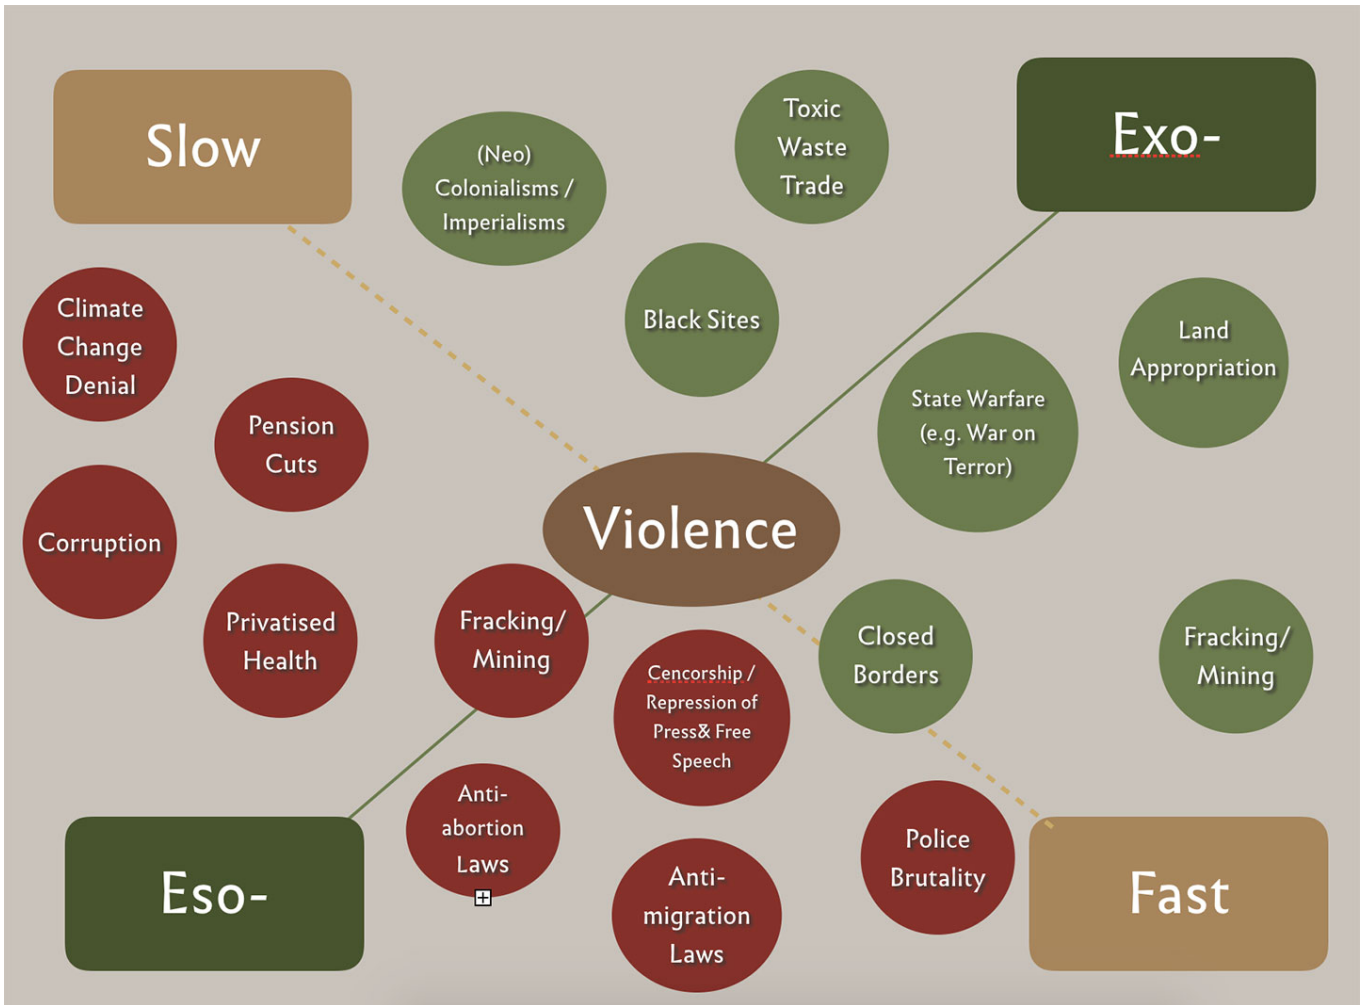 Slow
(Neo)
Colonialisms /
Imperialisms
Toxic
Waste
Trade
Exo-
Black Sites
Climate
Change
Denial
Pension
Cuts
State Warfare
(e.g. War on
Terror)
Land
Appropriation
Corruption
Violence
Privatised
Health
Fracking/
Mining
Cencorship /
Repression of
Press& Free
Speech
Closed
Borders
Fracking/
Mining
Eso-
Anti-
abortion
Laws
Anti-
migration
Laws
Police
Brutality
Fast